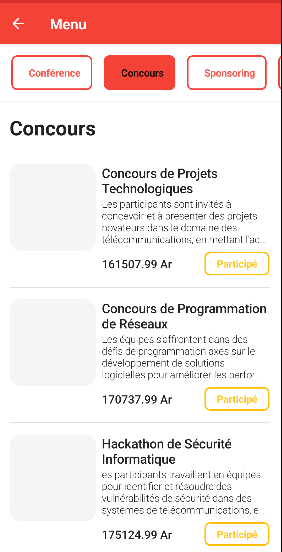 Menu
Conférence
Concours
Sponsoring
Concours
Concours de Projets
Technologiques
Les participants sont invités à
concevoir et à présenter des projets
novateurs dans le domaine des
télécommunications, en mettant l'ac...
161507.99 Ar
Participé
Concours de Programmation
de Réseaux
Les équipes s'affrontent dans des
défis de programmation axés sur le
développement de solutions
logicielles pour améliorer les perfor...
170737.99 Ar
Participé
Hackathon de Sécurité
Informatique
es participants travaillent en équipes
pour identifier et résoudre des
vulnérabilités de sécurité dans des
systèmes de télécommunications, e...
175124.99 Ar
Participé